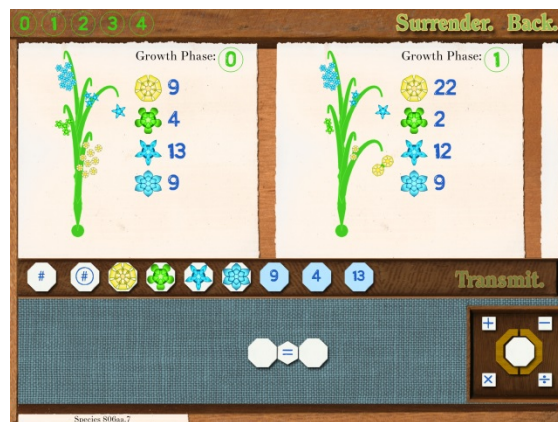 0 1 2 3 4 Surrender. Back.
Growth Phase: 0
9
4
13
9
Growth Phase: 1
22
2
12
9
# # 9 4 13 Transmit.
=
+ −
× ÷
Species 806aa.7